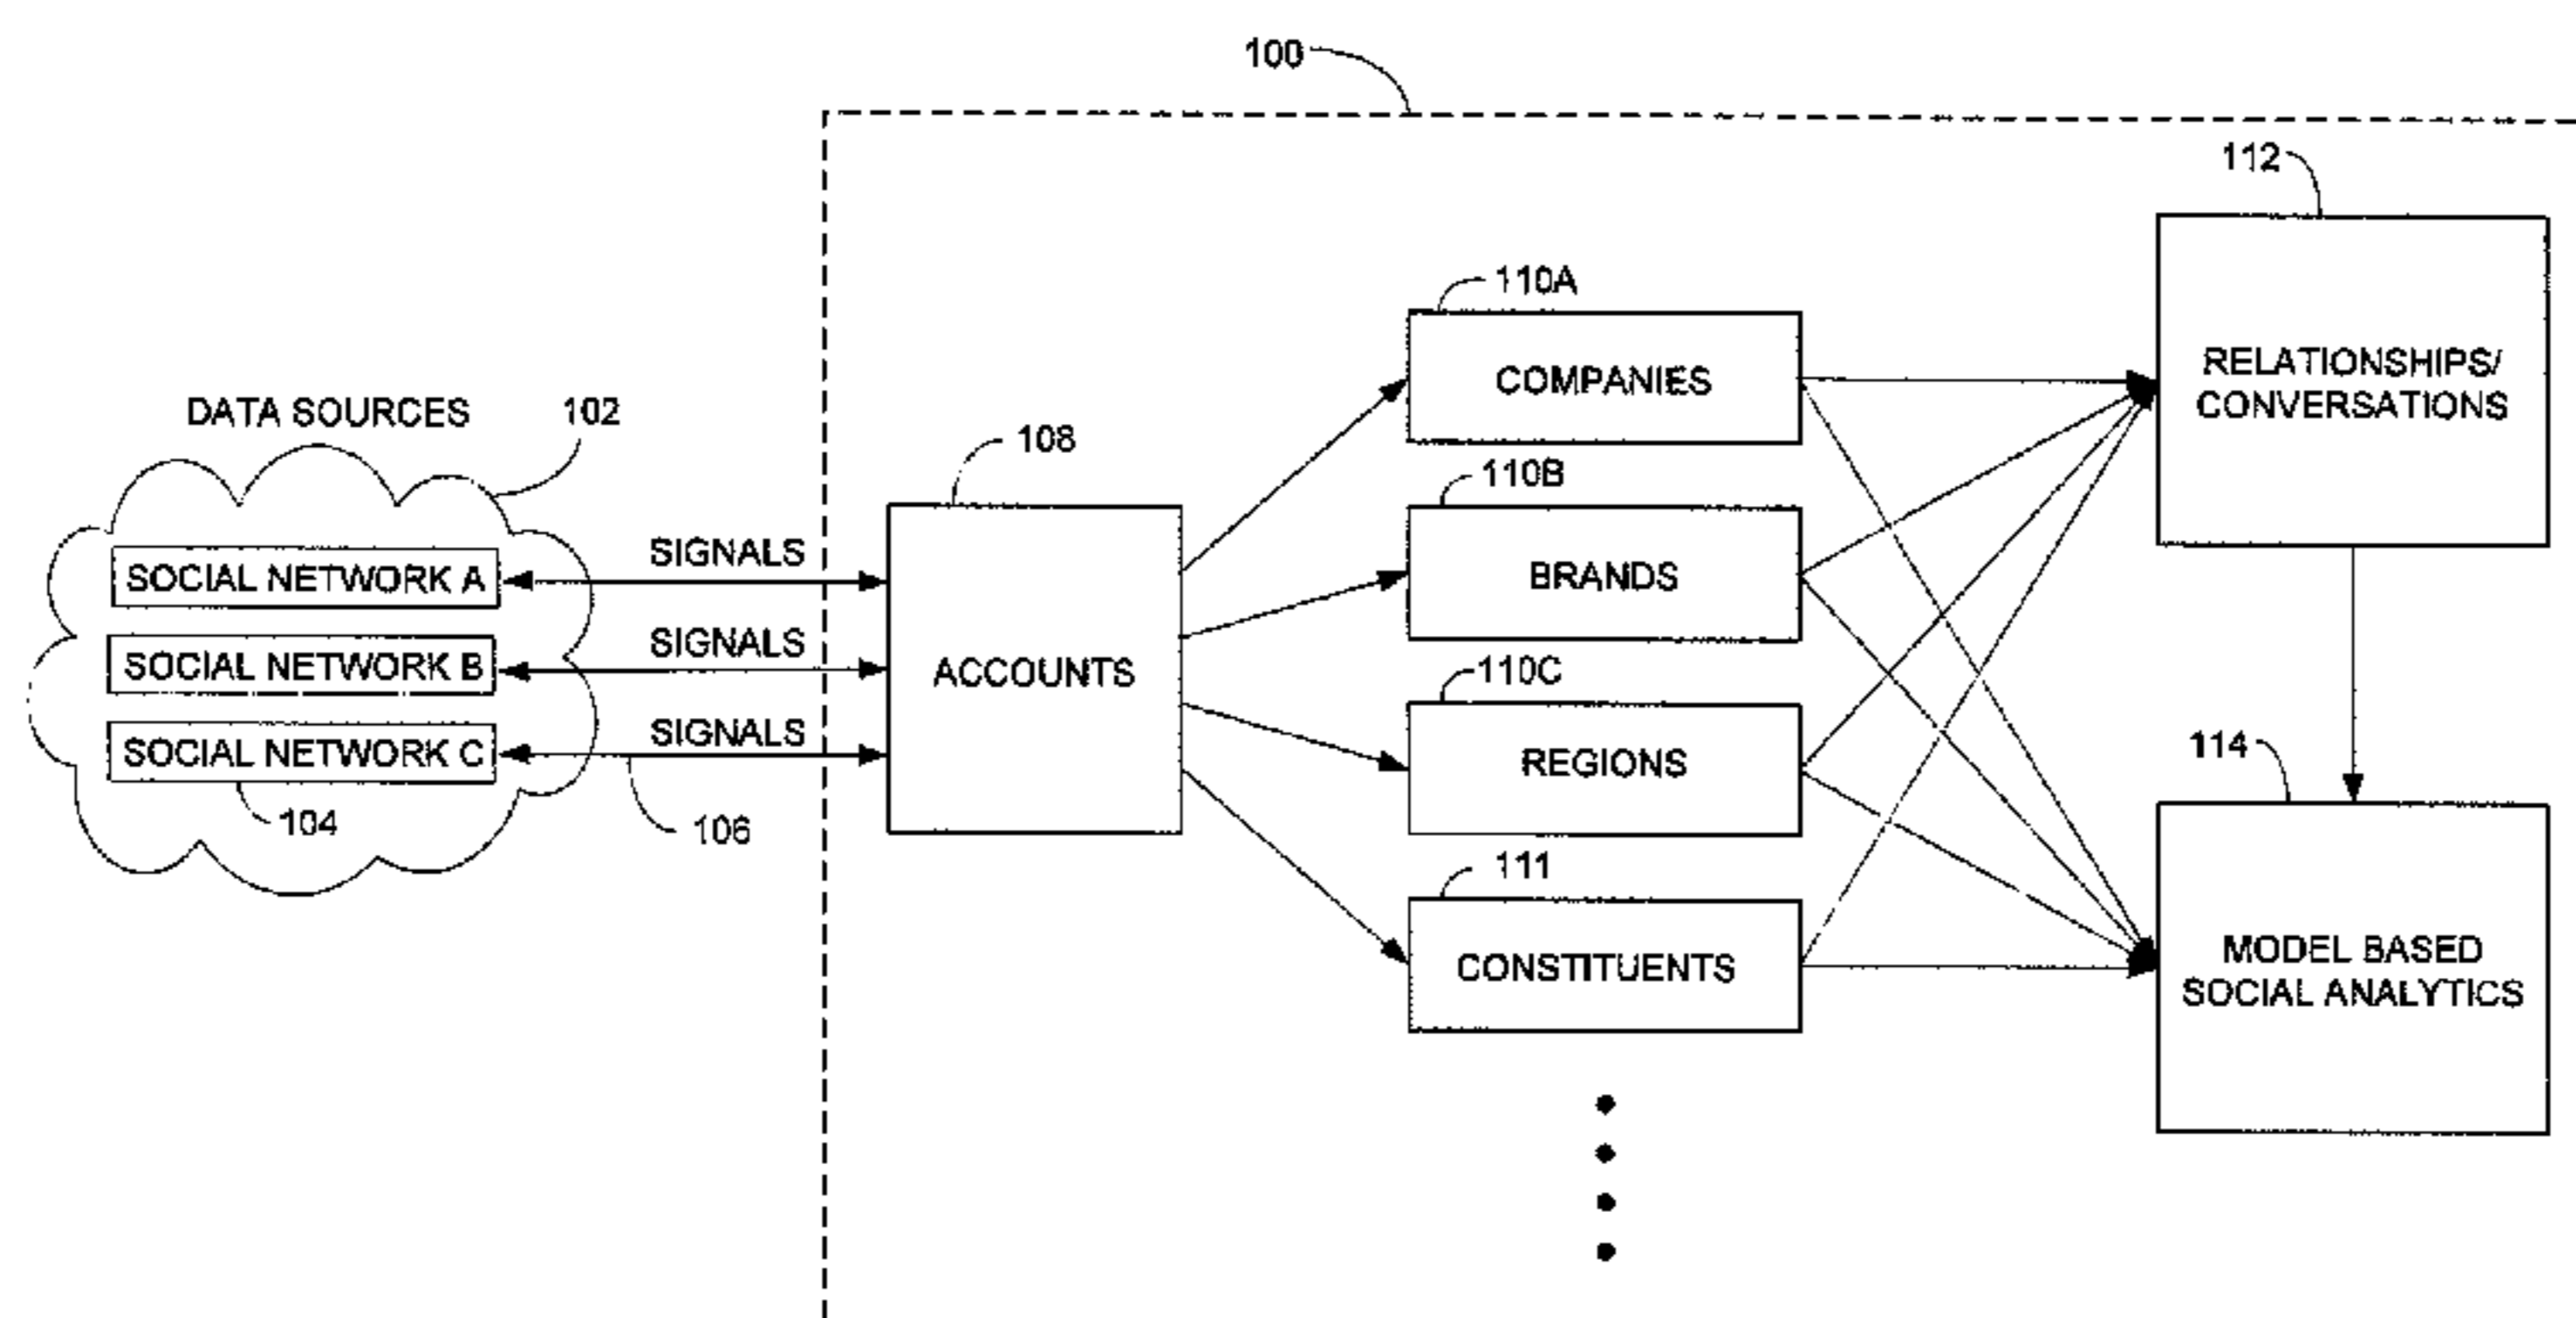 100
112
110A
RELATIONSHIPS/
CONVERSATIONS
COMPANIES
DATA SOURCES
102
108
110B
SIGNALS
SOCIAL NETWORK A
BRANDS
SIGNALS
SOCIAL NETWORK B
ACCOUNTS
110C
SIGNALS
SOCIAL NETWORK C
REGIONS
114
104
106
111
CONSTITUENTS
MODEL BASED
SOCIAL ANALYTICS